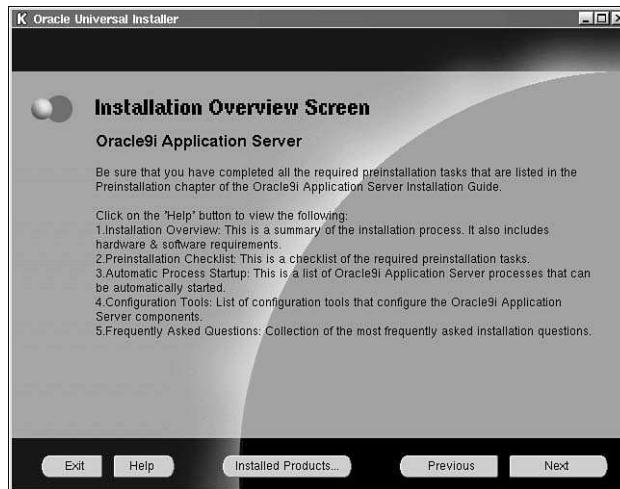 Oracle Universal Installer
Installation Overview Screen
Oracle9i Application Server
Be sure that you have completed all the required preinstallation tasks that are listed in the
Preinstallation chapter of the Oracle9i Application Server Installation Guide.
Click on the 'Help' button to view the following:
1.Installation Overview: This is a summary of the installation process. It also includes
hardware & software requirements.
2.Preinstallation Checklist: This is a checklist of the required preinstallation tasks.
3.Automatic Process Startup: This is a list of Oracle9i Application Server processes that can
be automatically started.
4.Configuration Tools: List of configuration tools that configure the Oracle9i Application
Server components.
5.Frequently Asked Questions: Collection of the most frequently asked installation questions.
Exit
Help
Installed Products...
Previous
Next